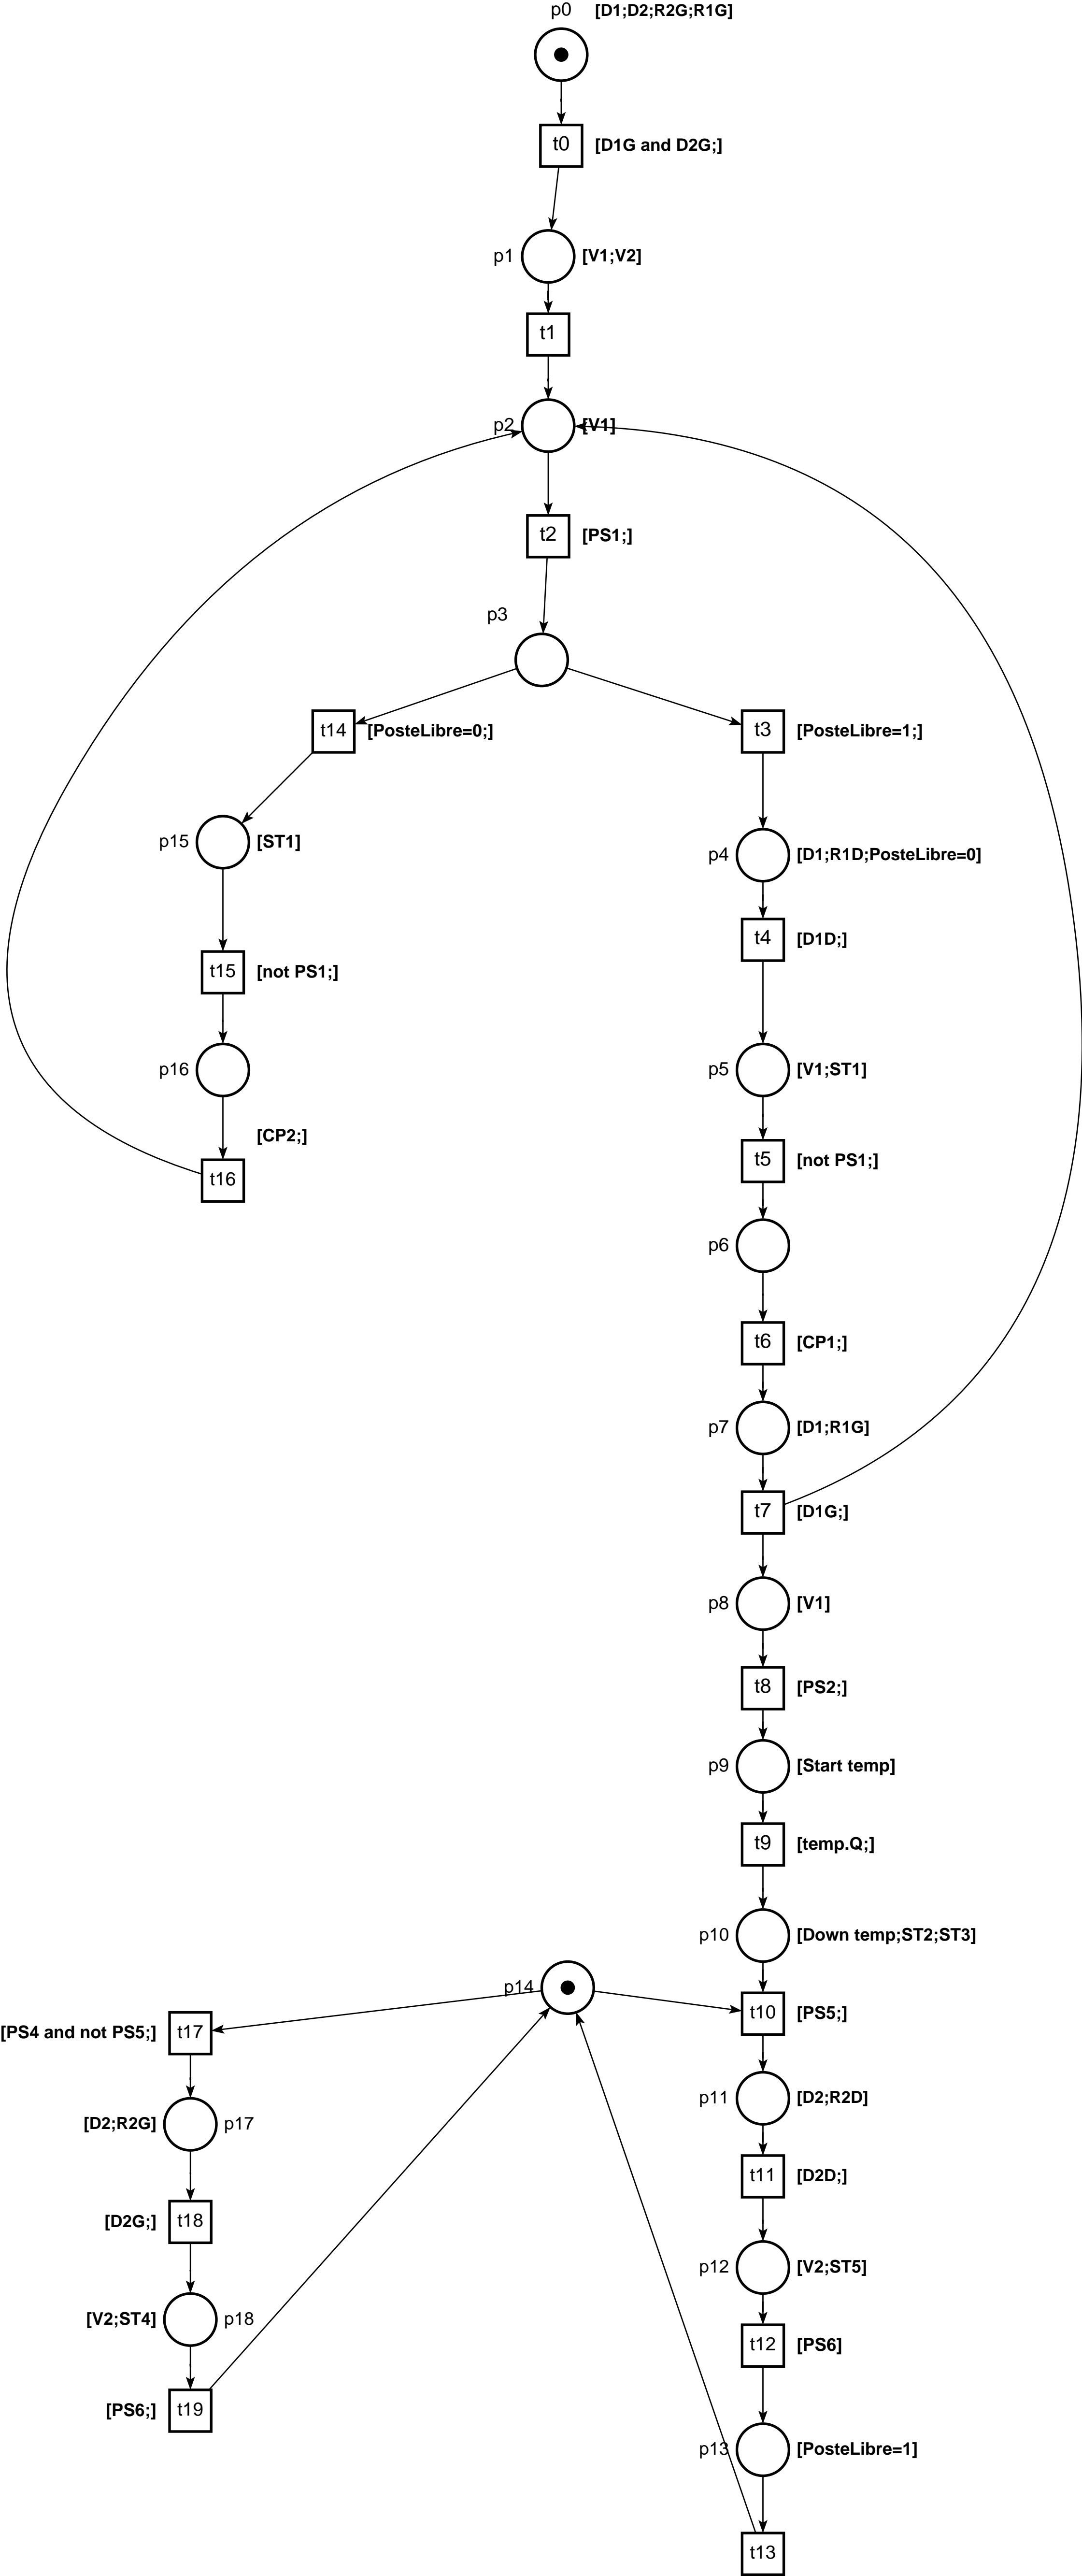 p0 [D1;D2;R2G;R1G]
t0 [D1G and D2G;]
p1 [V1;V2]
t1
p2 [V1]
t2 [PS1;]
p3
t14 [PosteLibre=0;]
t3 [PosteLibre=1;]
p15 [ST1]
p4 [D1;R1D;PosteLibre=0]
t4 [D1D;]
t15 [not PS1;]
p16
p5 [V1;ST1]
[CP2;]
t16
t5 [not PS1;]
p6
t6 [CP1;]
p7 [D1;R1G]
t7 [D1G;]
p8 [V1]
t8 [PS2;]
p9 [Start temp]
t9 [temp.Q;]
p10 [Down temp;ST2;ST3]
p14
t10 [PS5;]
[PS4 and not PS5;] t17
p11 [D2;R2D]
[D2;R2G] p17
t11 [D2D;]
[D2G;] t18
p12 [V2;ST5]
[V2;ST4] p18
t12 [PS6]
[PS6;] t19
p13 [PosteLibre=1]
t13